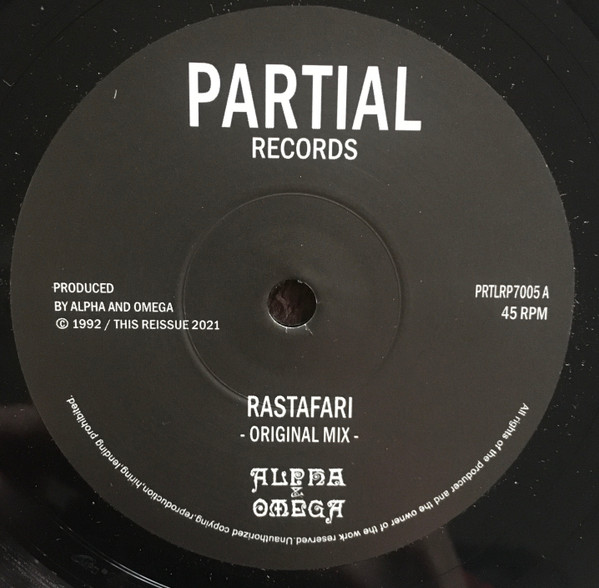 PARTIAL
RECORDS
PRODUCED
BY ALPHA AND OMEGA
© 1992 / THIS REISSUE 2021
PRTLRP7005 A
45 RPM
RASTAFARI
- ORIGINAL MIX -
ALPHA
&
OMEGA
All rights of the producer and the owner of the work reserved.Unauthorized copying.reproduction.hiring.lending prohibited.